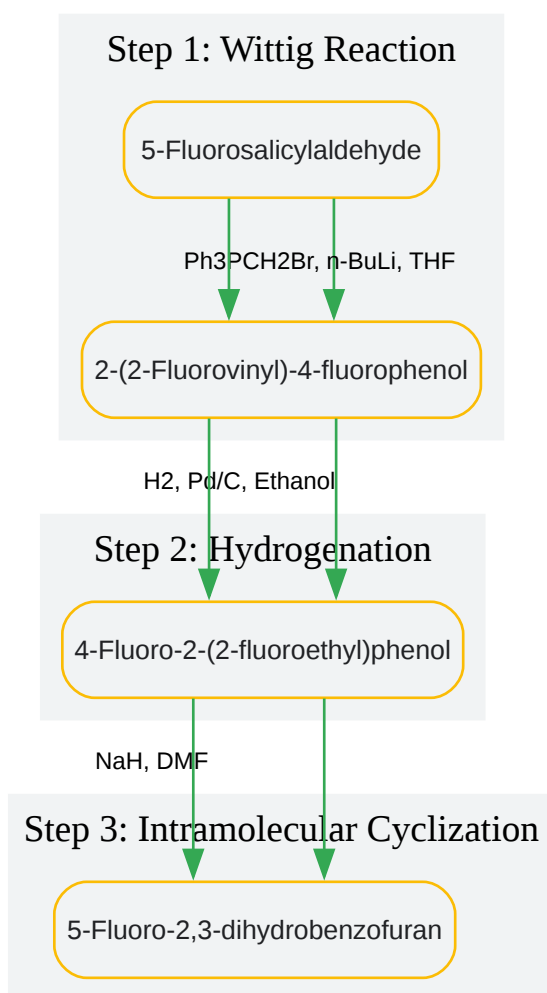 Step 1: Wittig Reaction
5-Fluorosalicylaldehyde
Ph3PCH2Br, n-BuLi, THF
2-(2-Fluorovinyl)-4-fluorophenol
H2, Pd/C, Ethanol
Step 2: Hydrogenation
4-Fluoro-2-(2-fluoroethyl)phenol
NaH, DMF
Step 3: Intramolecular Cyclization
5-Fluoro-2,3-dihydrobenzofuran